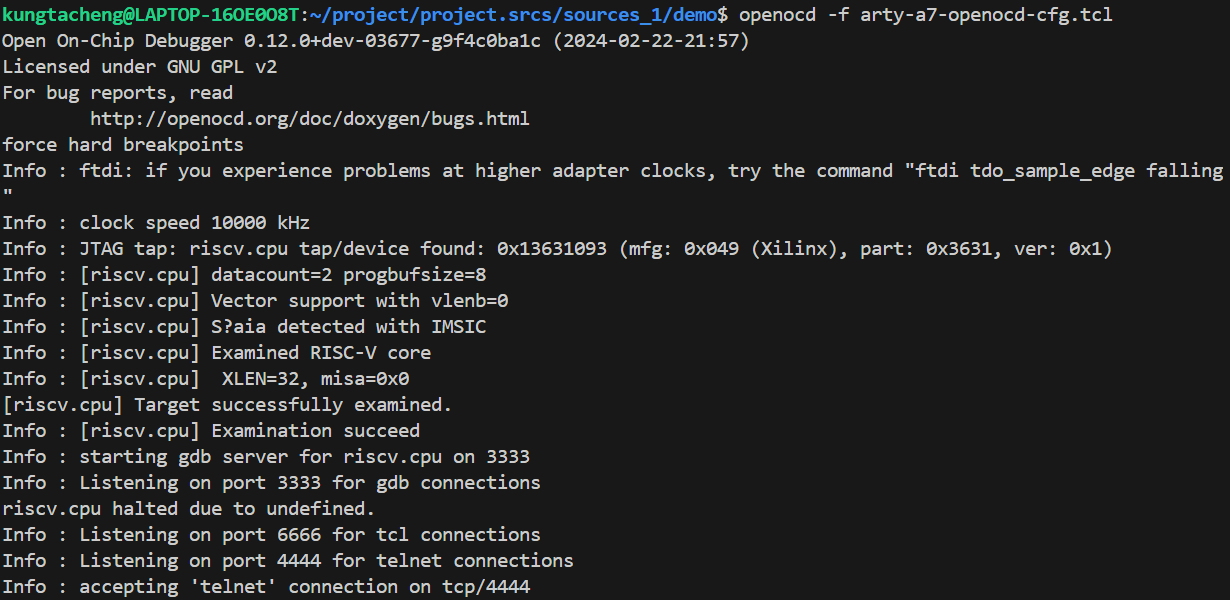 kungtacheng@LAPTOP-16OE0O8T:~/project/project.srcs/sources_1/demo$ openocd -f arty-a7-openocd-cfg.tcl
Open On-Chip Debugger 0.12.0+dev-03677-g9f4c0ba1c (2024-02-22-21:57)
Licensed under GNU GPL v2
For bug reports, read
        http://openocd.org/doc/doxygen/bugs.html
force hard breakpoints
Info : ftdi: if you experience problems at higher adapter clocks, try the command "ftdi tdo_sample_edge falling
"
Info : clock speed 10000 kHz
Info : JTAG tap: riscv.cpu tap/device found: 0x13631093 (mfg: 0x049 (Xilinx), part: 0x3631, ver: 0x1)
Info : [riscv.cpu] datacount=2 progbufsize=8
Info : [riscv.cpu] Vector support with vlenb=0
Info : [riscv.cpu] S?aia detected with IMSIC
Info : [riscv.cpu] Examined RISC-V core
Info : [riscv.cpu]  XLEN=32, misa=0x0
[riscv.cpu] Target successfully examined.
Info : [riscv.cpu] Examination succeed
Info : starting gdb server for riscv.cpu on 3333
Info : Listening on port 3333 for gdb connections
riscv.cpu halted due to undefined.
Info : Listening on port 6666 for tcl connections
Info : Listening on port 4444 for telnet connections
Info : accepting 'telnet' connection on tcp/4444